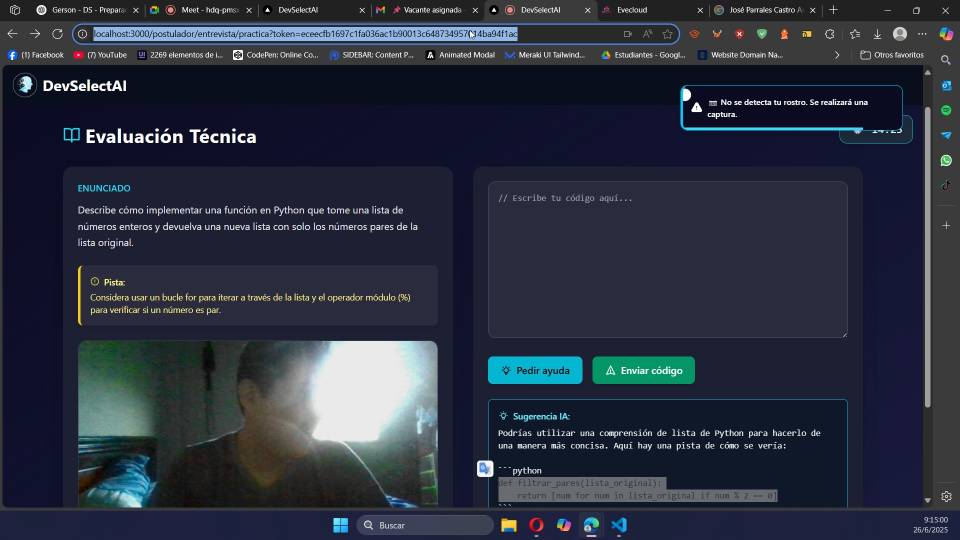 Gerson - DS - Prepara
Meet - hdq-pmsx
DevSelectAI
Vacante asignada -
DevSelectAI
Evecloud
José Parrales Castro Ac
localhost:3000/postulador/entrevista/practica?token=eceecfb1697c1fa036ac1b90013c648734957
14ba94f1ac
(1) Facebook
(7) YouTube
2269 elementos de i...
CodePen: Online Co...
SIDEBAR: Content P...
Animated Modal
Meraki UI Tailwind...
Estudiantes - Googl...
Website Domain Na...
Otros favoritos
DevSelectAI
No se detecta tu rostro. Se realizará una
captura.
14:25
Evaluación Técnica
ENUNCIADO
Describe cómo implementar una función en Python que tome una lista de
números enteros y devuelva una nueva lista con solo los números pares de la
lista original.
Pista:
Considera usar un bucle for para iterar a través de la lista y el operador módulo (%)
para verificar si un número es par.
// Escribe tu código aquí...
Pedir ayuda
Enviar código
Sugerencia IA:
Podrías utilizar una comprensión de lista de Python para hacerlo de
una manera más concisa. Aquí hay una pista de cómo se vería:
```python
def filtrar_pares(lista_original):
return [num for num in lista_original if num % 2 == 0]
```
Buscar
9:15:00
26/6/2025